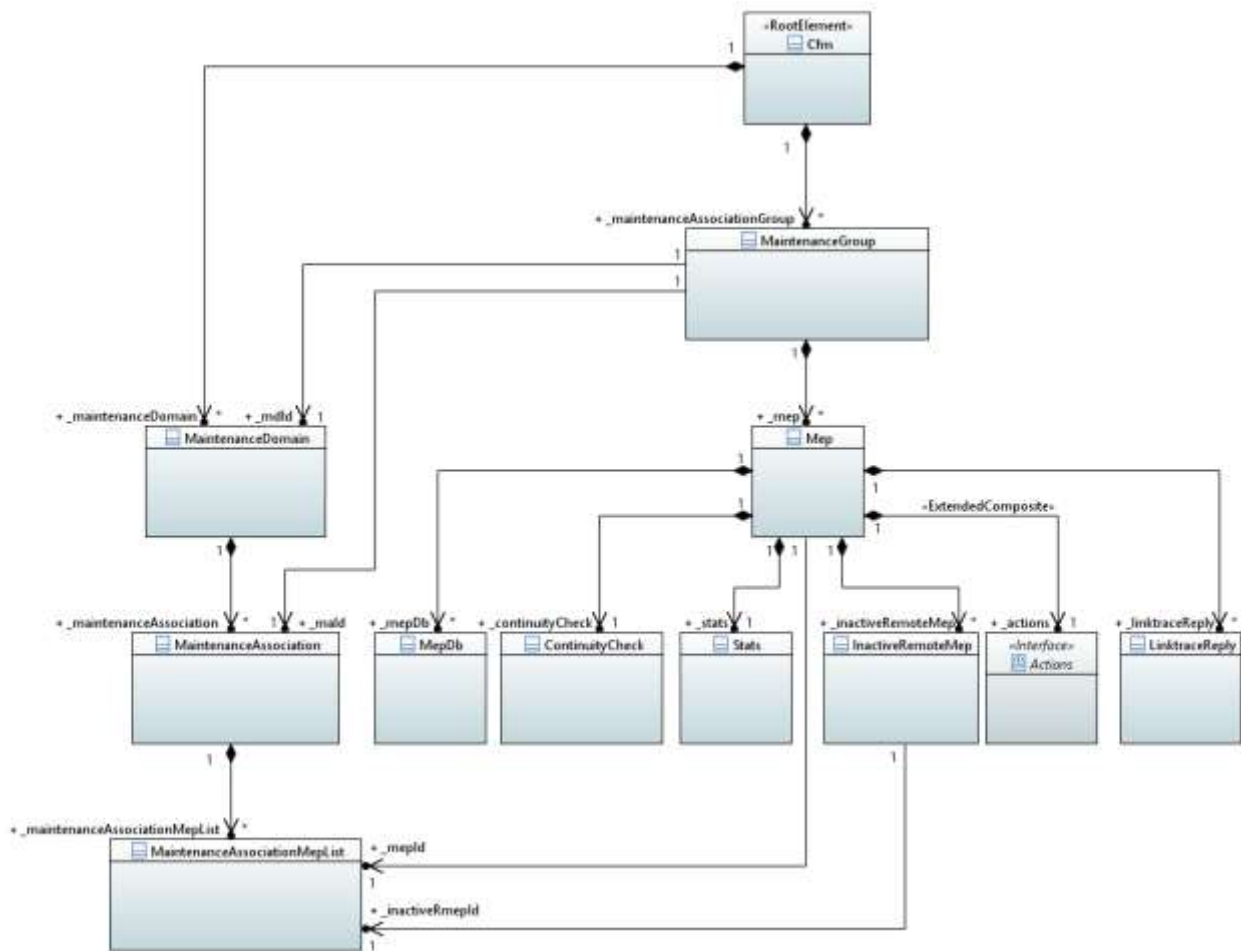 «RootElement»
Cfm
1
1
+ _maintenanceAssociationGroup
*
MaintenanceGroup
1
1
1
+ _maintenanceDomain
*
+ _mdId
1
+ _mep
*
MaintenanceDomain
Mep
1
1
1
1
«ExtendedComposite»
1
1
1
1
1
+ _maintenanceAssociation
*
1
+ _maId
+ _mepDb
*
+ _continuityCheck
1
+ _stats
1
+ _inactiveRemoteMep
*
+ _actions
1
+ _linktraceReply
*
MaintenanceAssociation
MepDb
ContinuityCheck
Stats
InactiveRemoteMep
«Interface»
Actions
LinktraceReply
1
1
+ _maintenanceAssociationMepList
*
MaintenanceAssociationMepList
+ _mepId
1
+ _inactiveRmepId
1